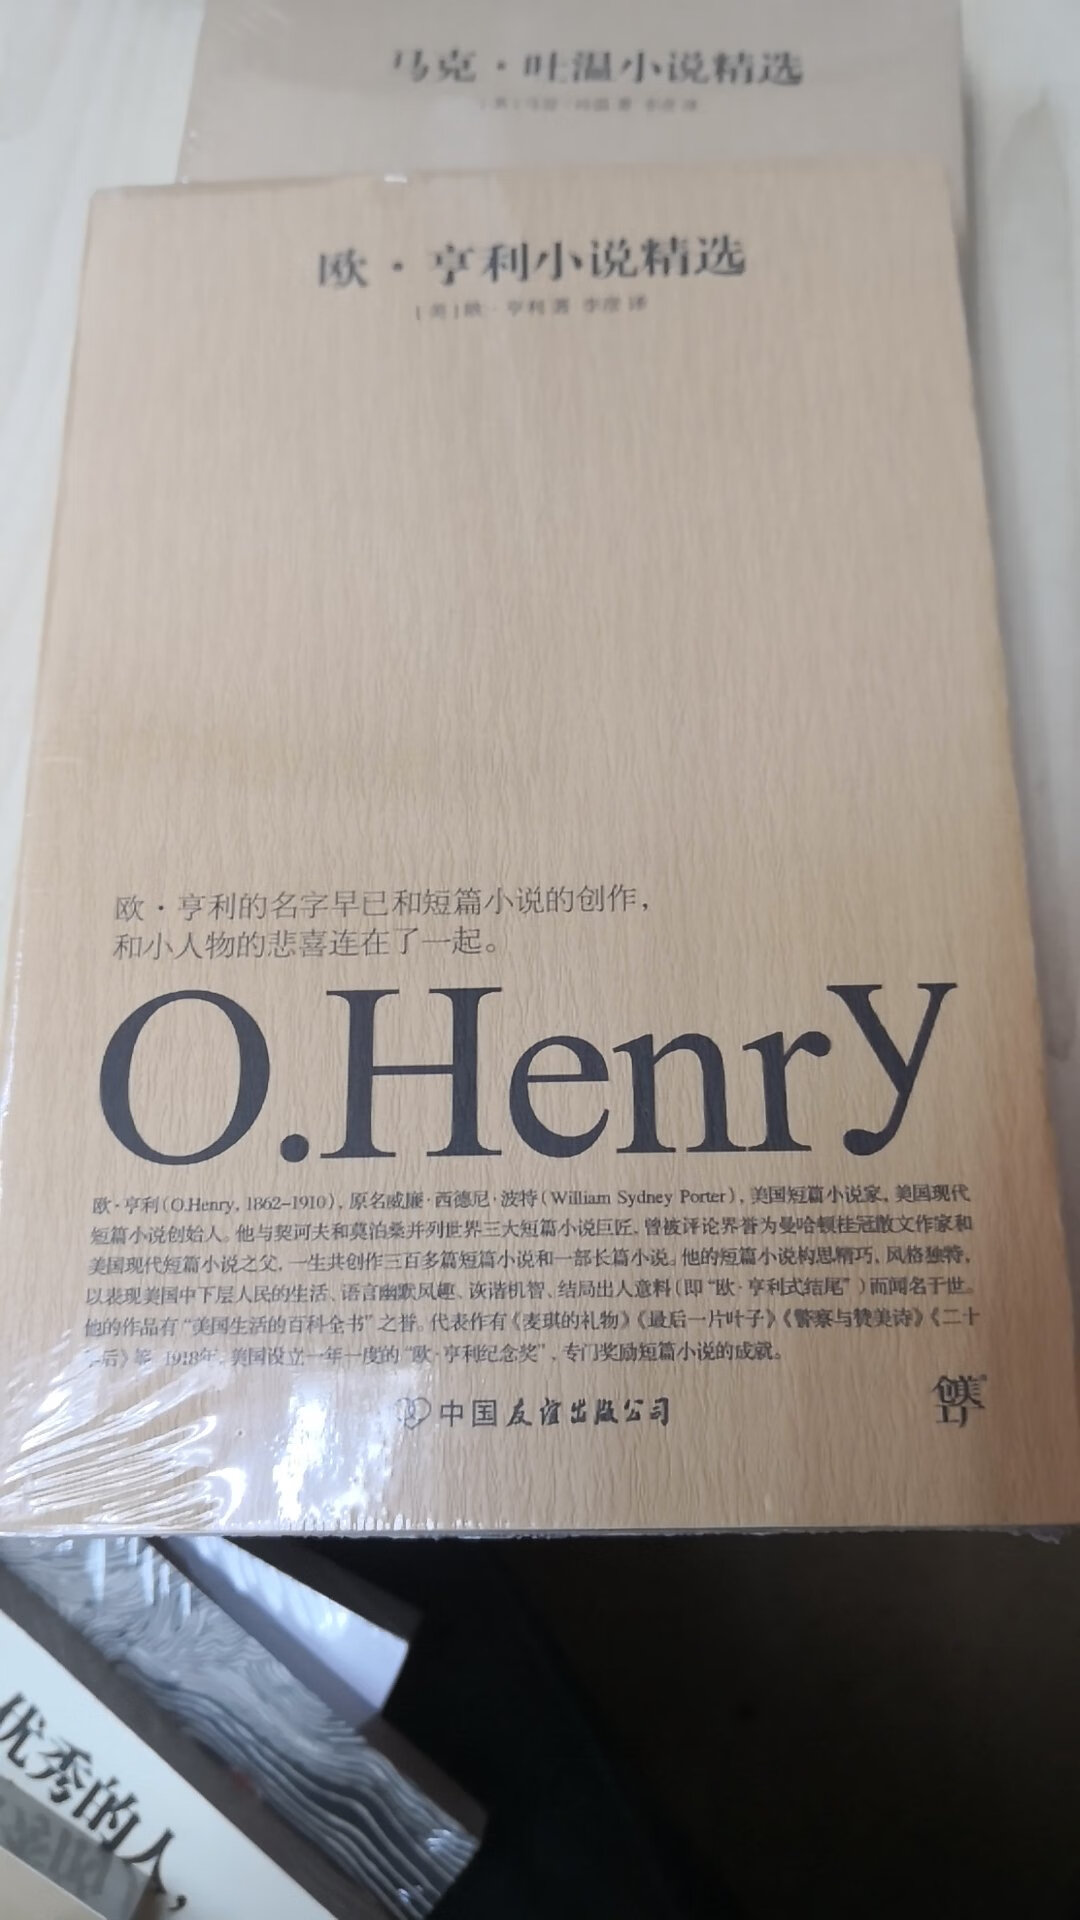 马克·吐温小说精选
欧·亨利小说精选
[美]欧·亨利 著 李彦 译
欧·亨利的名字早已和短篇小说的创作，
和小人物的悲喜连在了一起。
O.Henry
欧·亨利(O.Henry, 1862-1910)，原名威廉·西德尼·波特(William Sydney Porter)，美国短篇小说家，美国现代
短篇小说创始人。他与契诃夫和莫泊桑并列世界三大短篇小说巨匠，曾被评论界誉为曼哈顿桂冠散文作家和
美国现代短篇小说之父，一生共创作三百多篇短篇小说和一部长篇小说。他的短篇小说构思精巧，风格独特，
以表现美国中下层人民的生活、语言幽默风趣、诙谐机智、结局出人意料(即“欧·亨利式结尾”)而闻名于世。
他的作品有“美国生活的百科全书”之誉。代表作有《麦琪的礼物》《最后一片叶子》《警察与赞美诗》《二十
后》等。1918年，美国设立一年一度的“欧·亨利纪念奖”，专门奖励短篇小说的成就。
中国友谊出版公司
创美工厂
优秀的人，